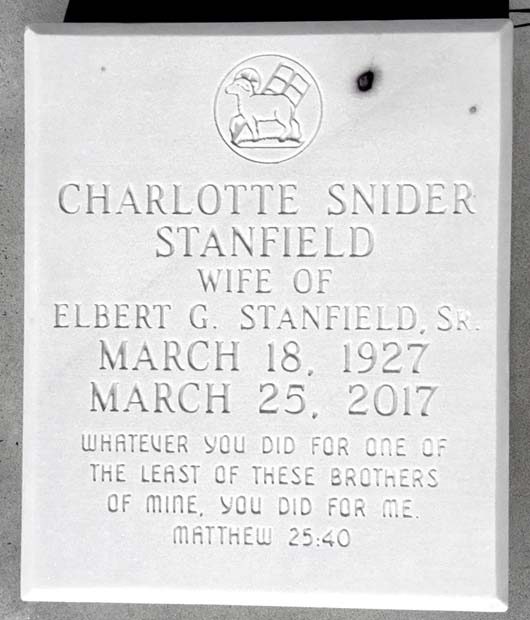 CHARLOTTE SNIDER
STANFIELD
WIFE OF
ELBERT G. STANFIELD, SR.
MARCH 18, 1927
MARCH 25, 2017
WHATEVER YOU DID FOR ONE OF
THE LEAST OF THESE BROTHERS
OF MINE, YOU DID FOR ME.
MATTHEW 25:40